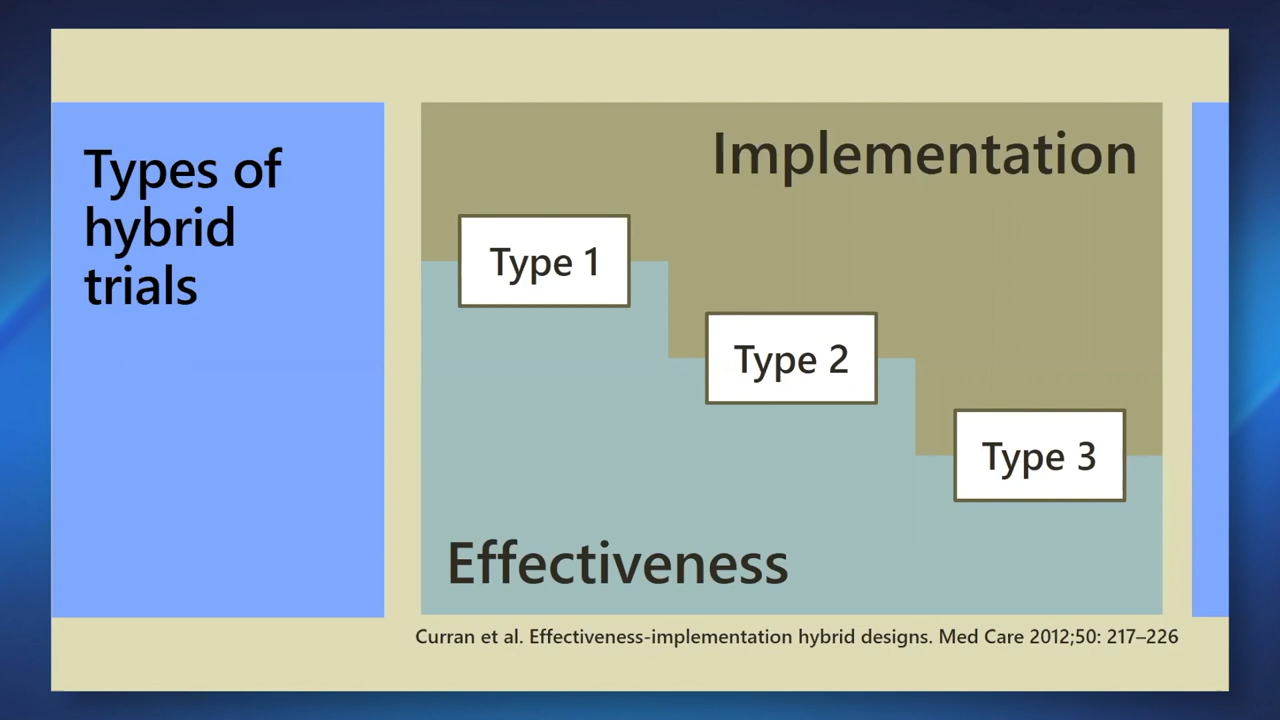 Types of
hybrid
trials
Implementation
Type 1
Type 2
Type 3
Effectiveness
Curran et al. Effectiveness-implementation hybrid designs. Med Care 2012;50: 217–226